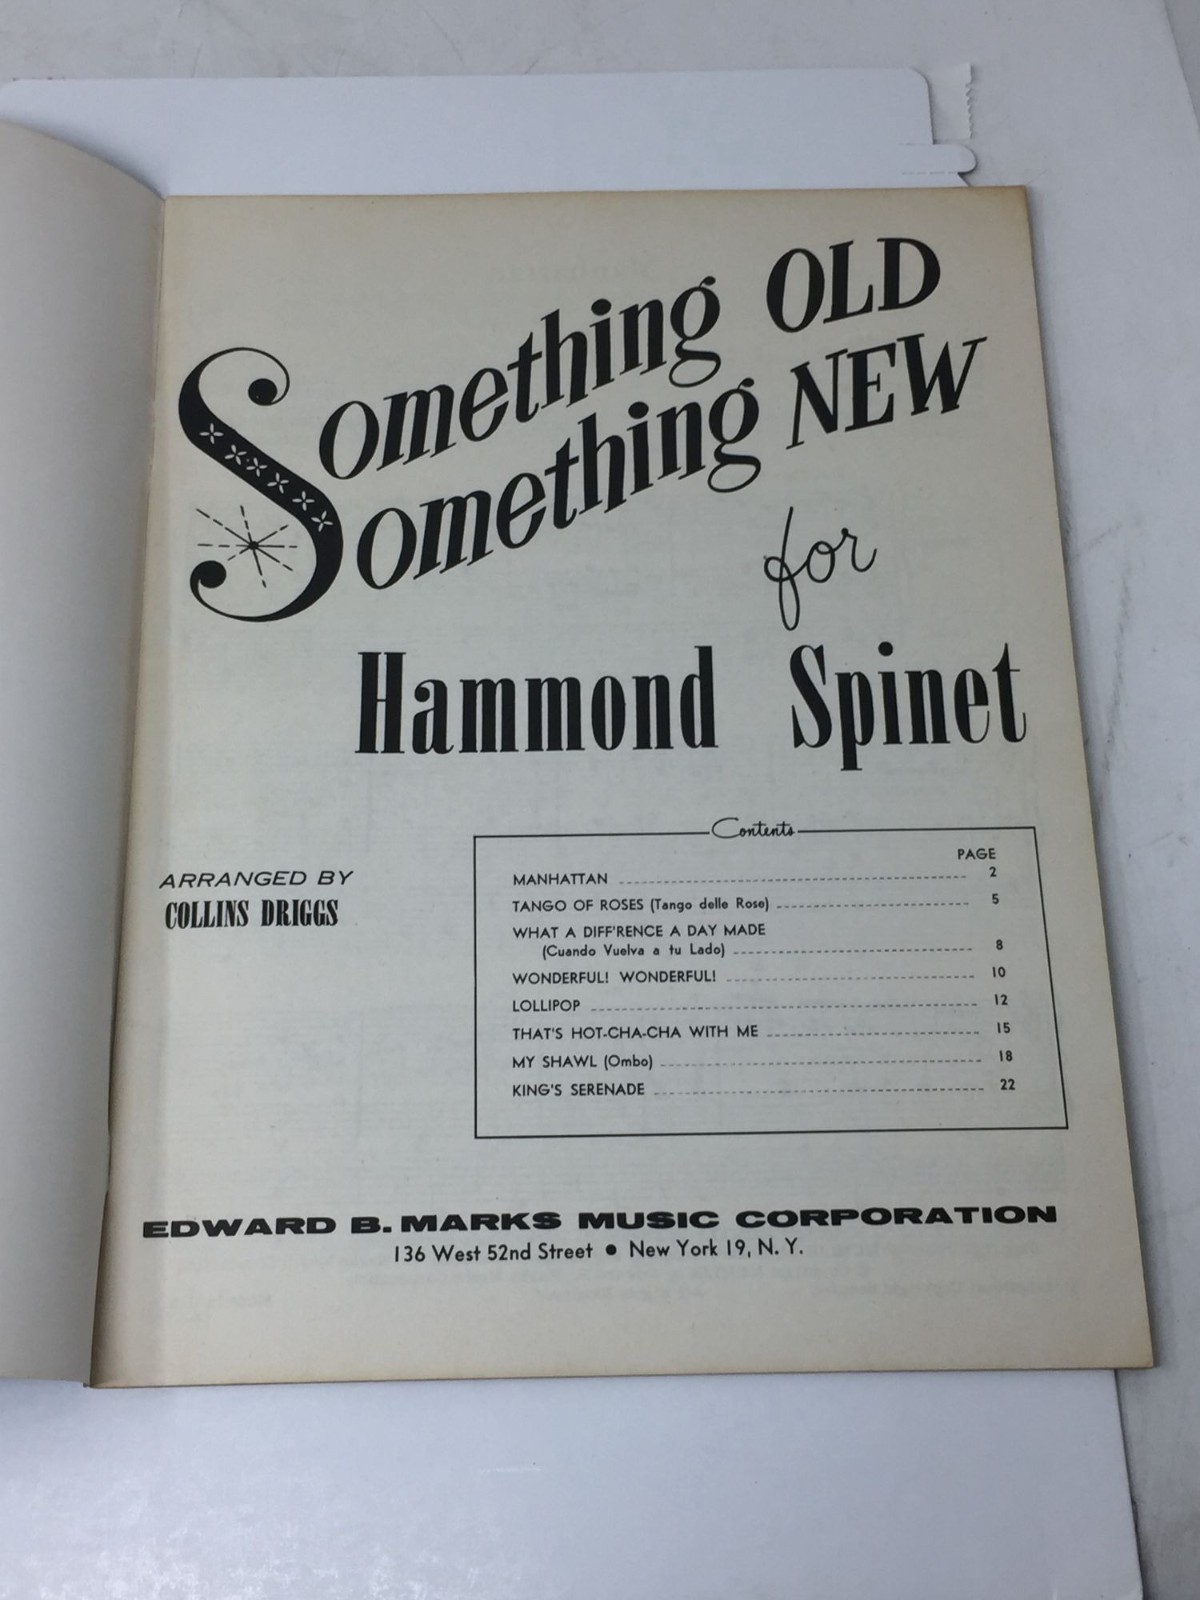 Something OLD
Something NEW
for
Hammond Spinet
ARRANGED BY
COLLINS DRIGGS
Contents
PAGE
MANHATTAN 2
TANGO OF ROSES (Tango delle Rose) 5
WHAT A DIFF'RENCE A DAY MADE
(Cuando Vuelva a tu Lado) 8
WONDERFUL! WONDERFUL! 10
LOLLIPOP 12
THAT'S HOT-CHA-CHA WITH ME 15
MY SHAWL (Ombo) 18
KING'S SERENADE 22
EDWARD B. MARKS MUSIC CORPORATION
136 West 52nd Street • New York 19, N. Y.